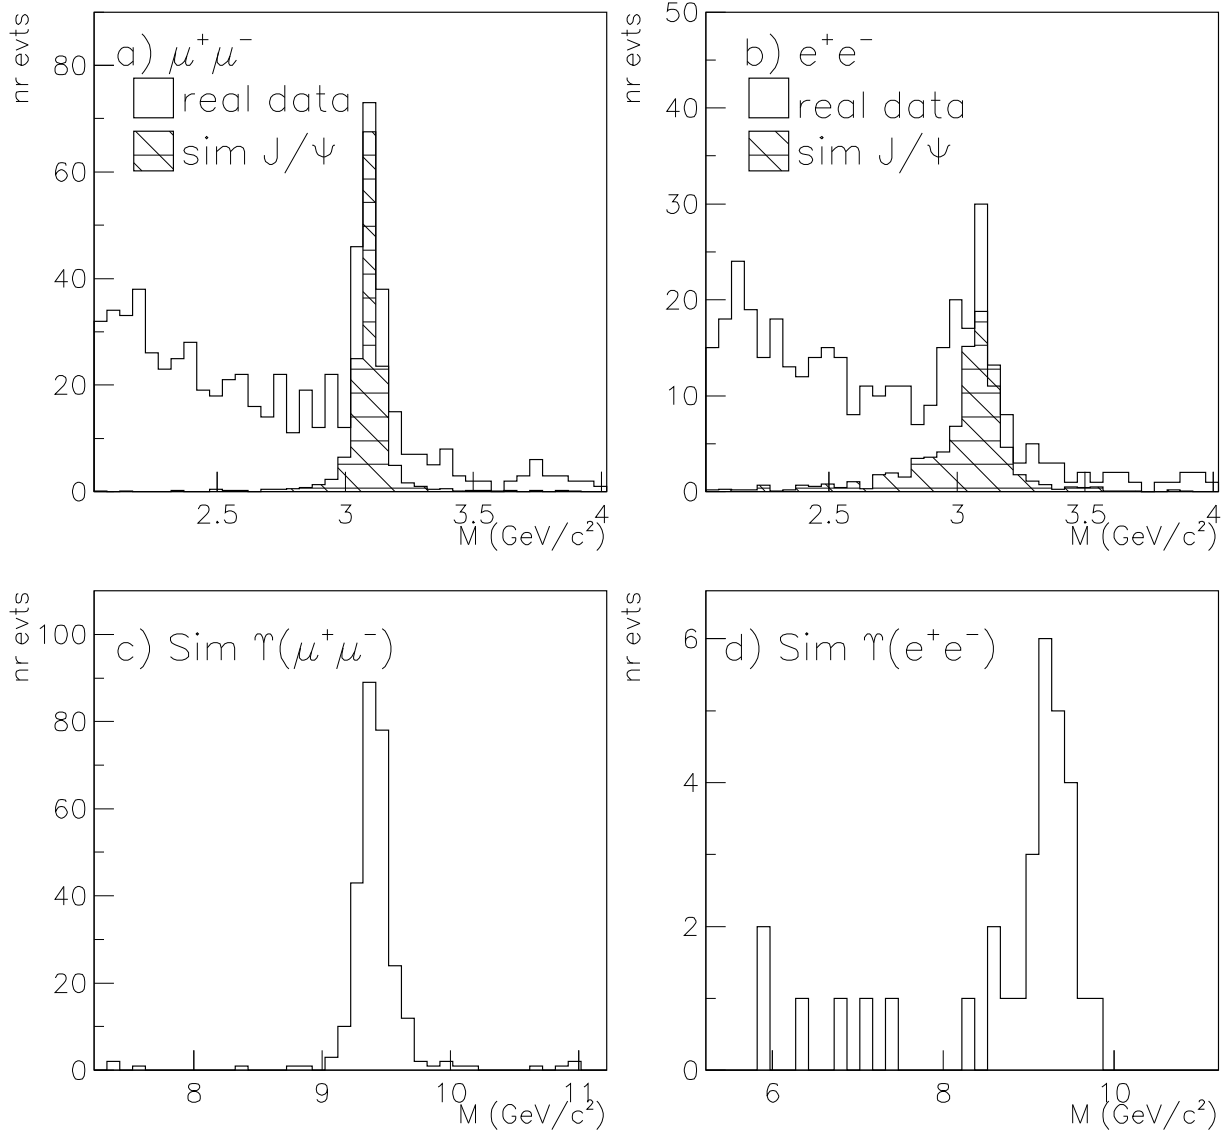 nr evts
a) μ⁺μ⁻
real data
sim J/Ψ
0
20
40
60
80
2.5
3
3.5
4
M (GeV/c²)
nr evts
b) e⁺e⁻
real data
sim J/Ψ
0
10
20
30
40
50
2.5
3
3.5
4
M (GeV/c²)
nr evts
c) Sim ϒ(μ⁺μ⁻)
0
20
40
60
80
100
8
9
10
11
M (GeV/c²)
nr evts
d) Sim ϒ(e⁺e⁻)
0
2
4
6
6
8
10
M (GeV/c²)